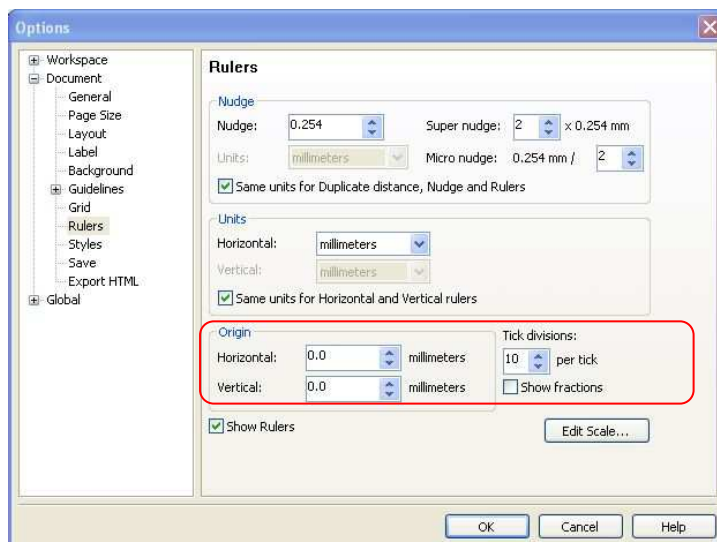 Options
Workspace
Document
General
Page Size
Layout
Label
Background
Guidelines
Grid
Rulers
Styles
Save
Export HTML
Global
Rulers
Nudge
Nudge: 0.254 Super nudge: 2 x 0.254 mm
Units: millimeters Micro nudge: 0.254 mm / 2
Same units for Duplicate distance, Nudge and Rulers
Units
Horizontal: millimeters
Vertical: millimeters
Same units for Horizontal and Vertical rulers
Origin Tick divisions:
Horizontal: 0.0 millimeters 10 per tick
Vertical: 0.0 millimeters Show fractions
Show Rulers Edit Scale...
OK Cancel Help